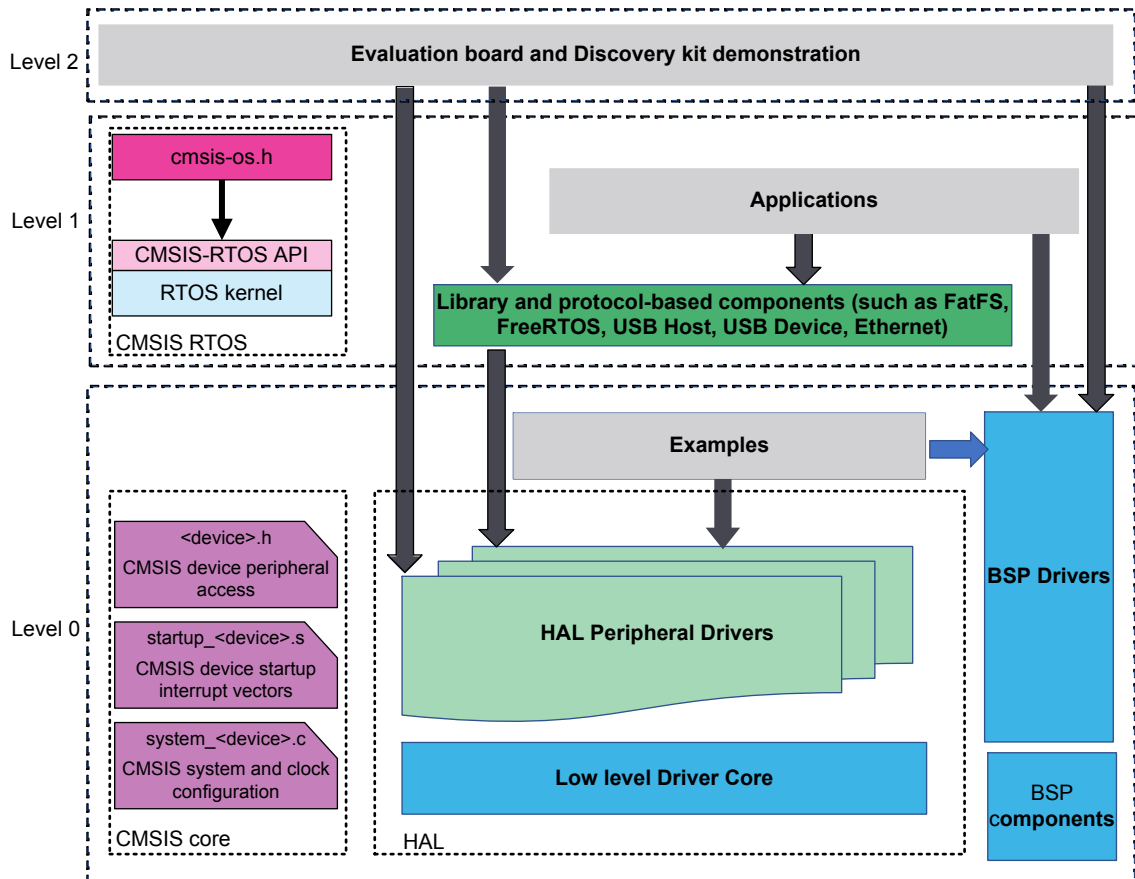 Level 2
Evaluation board and Discovery kit demonstration
Level 1
cmsis-os.h
CMSIS-RTOS API
RTOS kernel
CMSIS RTOS
Applications
Library and protocol-based components (such as FatFS,
FreeRTOS, USB Host, USB Device, Ethernet)
Level 0
Examples
<device>.h
CMSIS device peripheral
access
startup_<device>.s
CMSIS device startup
interrupt vectors
system_<device>.c
CMSIS system and clock
configuration
CMSIS core
HAL Peripheral Drivers
Low level Driver Core
HAL
BSP Drivers
BSP
components